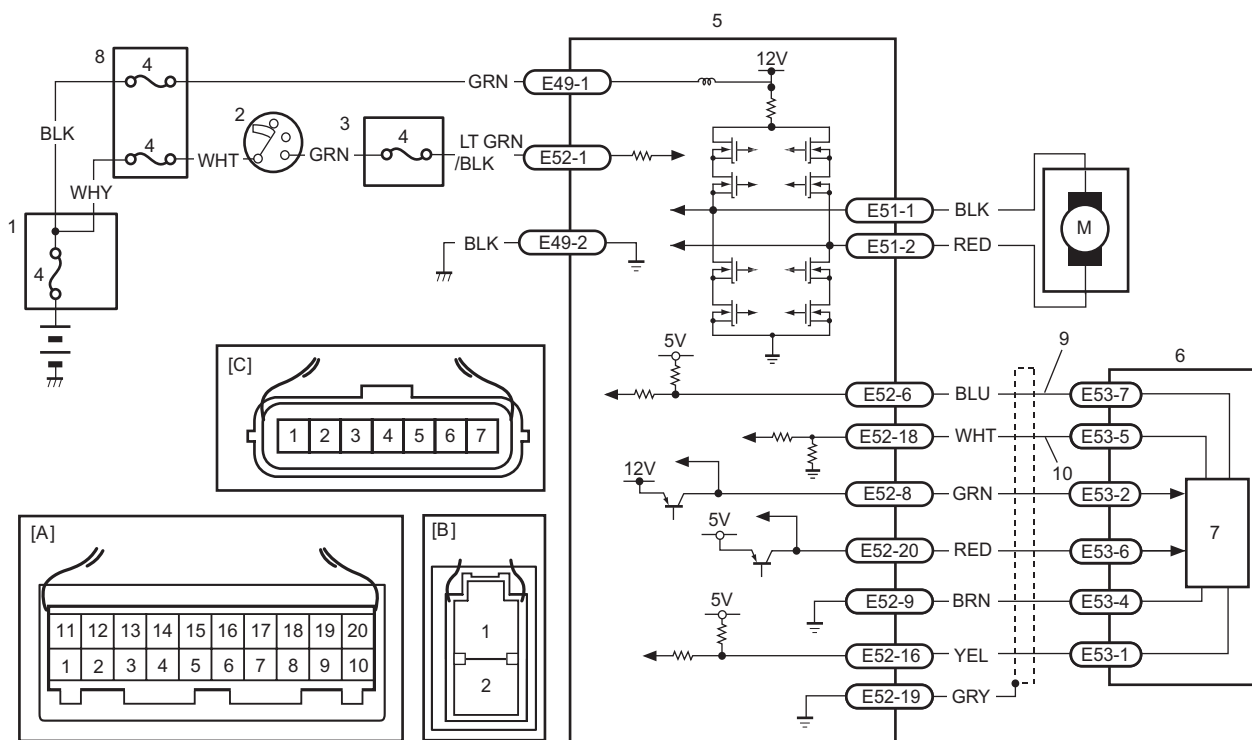 5
8
4
GRN
E49-1
12V
BLK
2
3
4
WHT
GRN
4
LT GRN
/BLK
E52-1
WHY
1
4
BLK
E49-2
E51-1
BLK
E51-2
RED
M
[C]
1 2 3 4 5 6 7
5V
9
6
E52-6
BLU
E53-7
E52-18
WHT
E53-5
10
12V
E52-8
GRN
E53-2
5V
E52-20
RED
E53-6
7
E52-9
BRN
E53-4
5V
E52-16
YEL
E53-1
E52-19
GRY
[A]
11 12 13 14 15 16 17 18 19 20
1 2 3 4 5 6 7 8 9 10
[B]
1
2